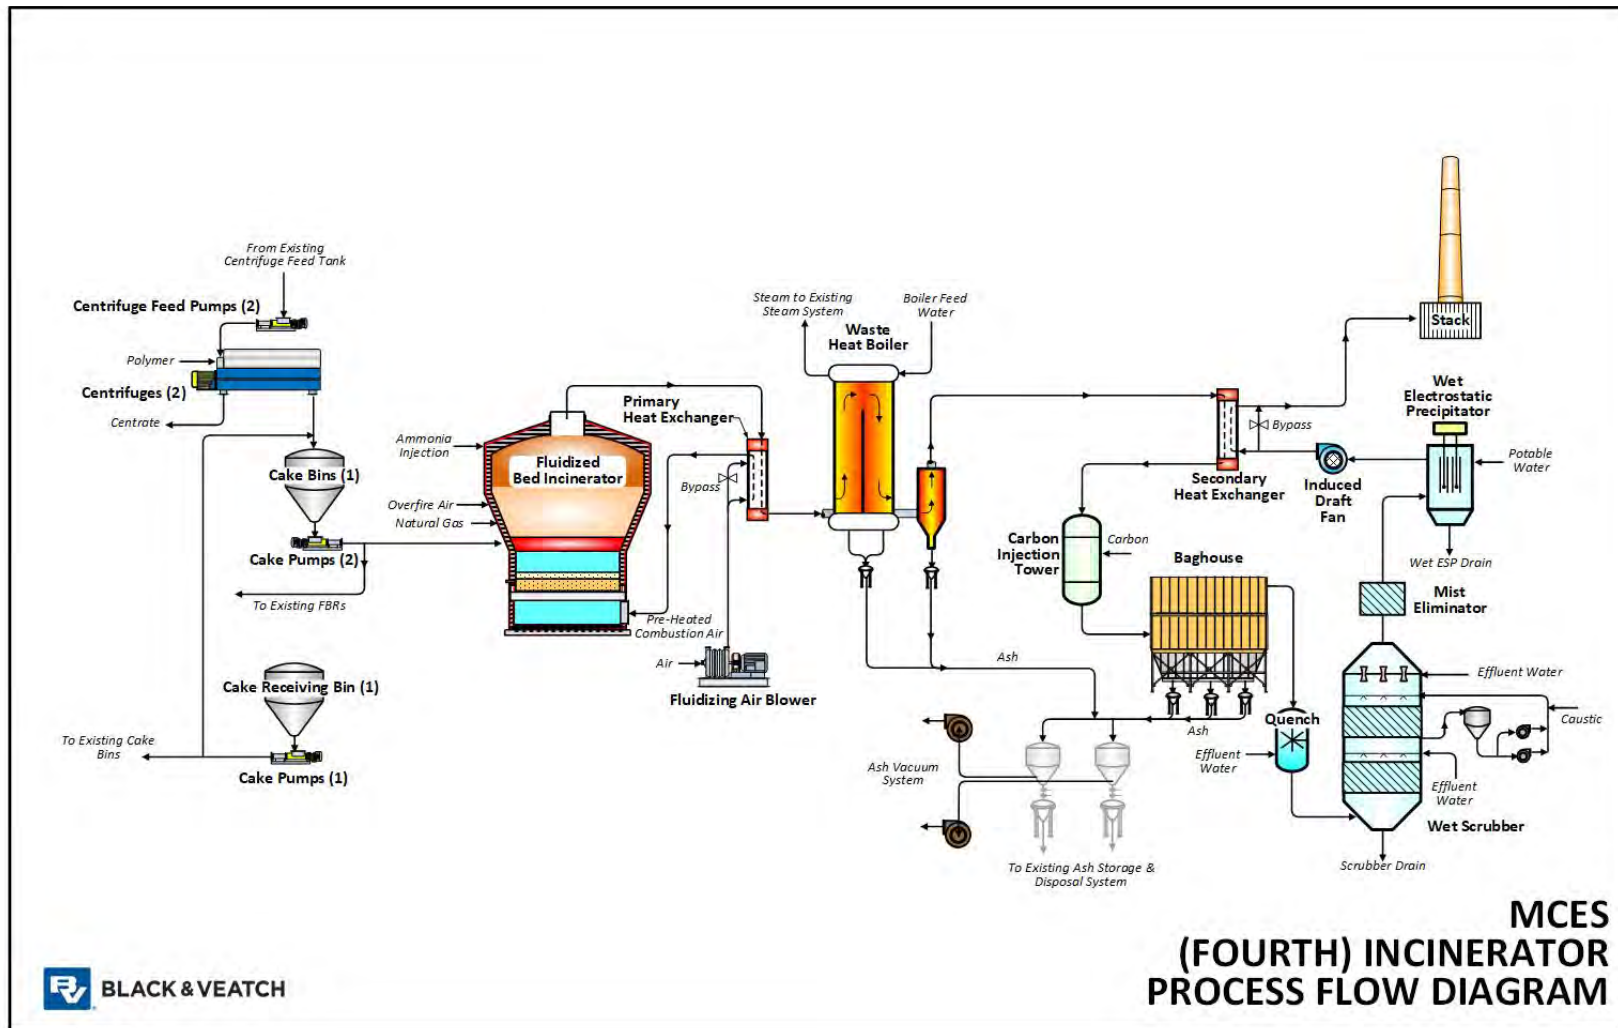 From Existing
Centrifuge Feed Tank
Centrifuge Feed Pumps (2)
Polymer
Centrifuges (2)
Centrate
Cake Bins (1)
Cake Pumps (2)
To Existing FBRs
Cake Receiving Bin (1)
To Existing Cake
Bins
Cake Pumps (1)
Ammonia
Injection
Overfire Air
Natural Gas
Fluidized
Bed Incinerator
Primary
Heat Exchanger
Bypass
Pre-Heated
Combustion Air
Air
Fluidizing Air Blower
Steam to Existing
Steam System
Boiler Feed
Water
Waste
Heat Boiler
Ash
Ash Vacuum
System
To Existing Ash Storage &
Disposal System
Carbon
Injection
Tower
Carbon
Baghouse
Ash
Secondary
Heat Exchanger
Bypass
Induced
Draft
Fan
Stack
Wet
Electrostatic
Precipitator
Potable
Water
Wet ESP Drain
Mist
Eliminator
Effluent Water
Caustic
Quench
Effluent
Water
Effluent
Water
Wet Scrubber
Scrubber Drain
MCES
(FOURTH) INCINERATOR
PROCESS FLOW DIAGRAM
BV
BLACK & VEATCH